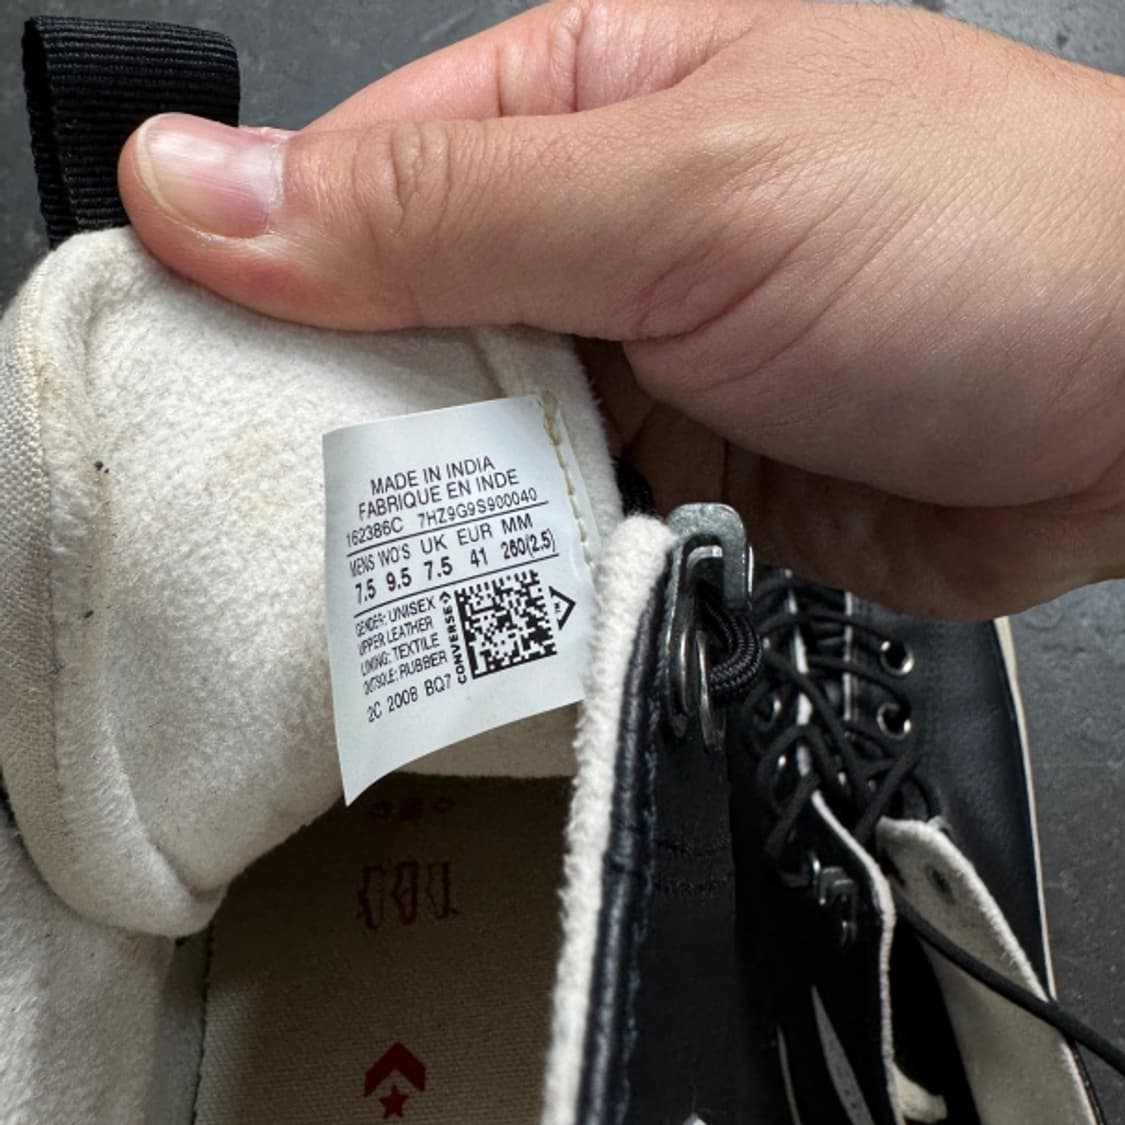 MADE IN INDIA
FABRIQUE EN INDE
162386C 7HZ9G9S900040
MENS WO'S UK EUR MM
7.5 9.5 7.5 41 260(2.5)
GENDER: UNISEX
UPPER LEATHER
LINING: TEXTILE
OUTSOLE: RUBBER
2C 2008 BQ7
CONVERSE
TM